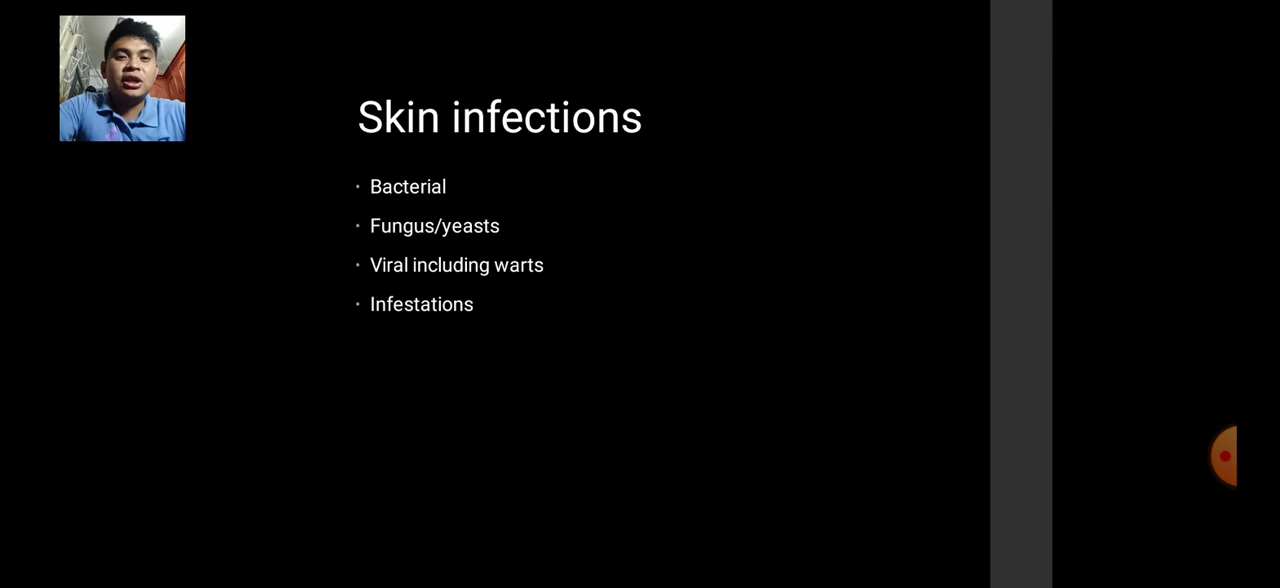 Skin infections
· Bacterial
· Fungus/yeasts
· Viral including warts
· Infestations